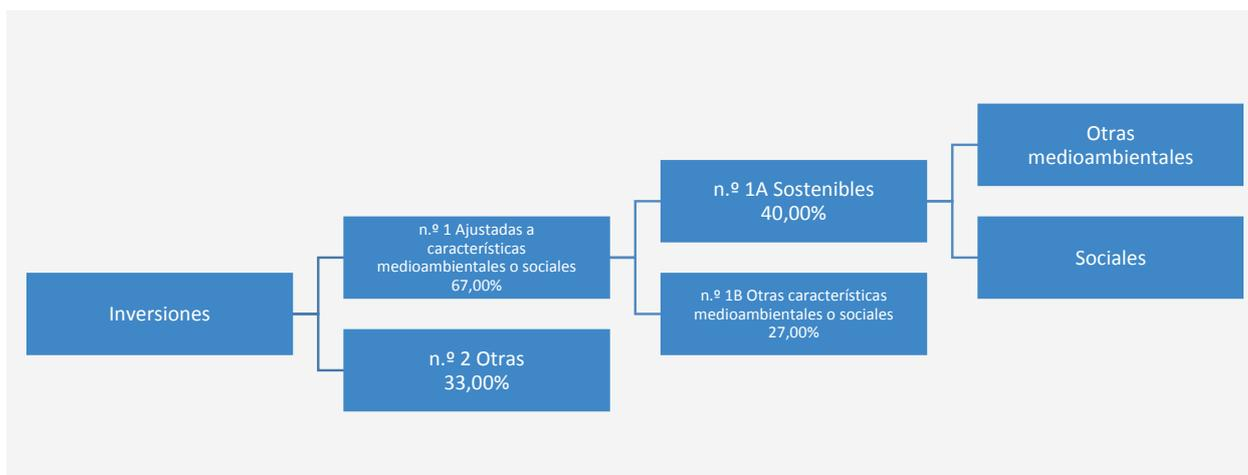 Inversiones
n.º 1 Ajustadas a
características
medioambientales o sociales
67,00%
n.º 2 Otras
33,00%
n.º 1A Sostenibles
40,00%
n.º 1B Otras características
medioambientales o sociales
27,00%
Otras
medioambientales
Sociales